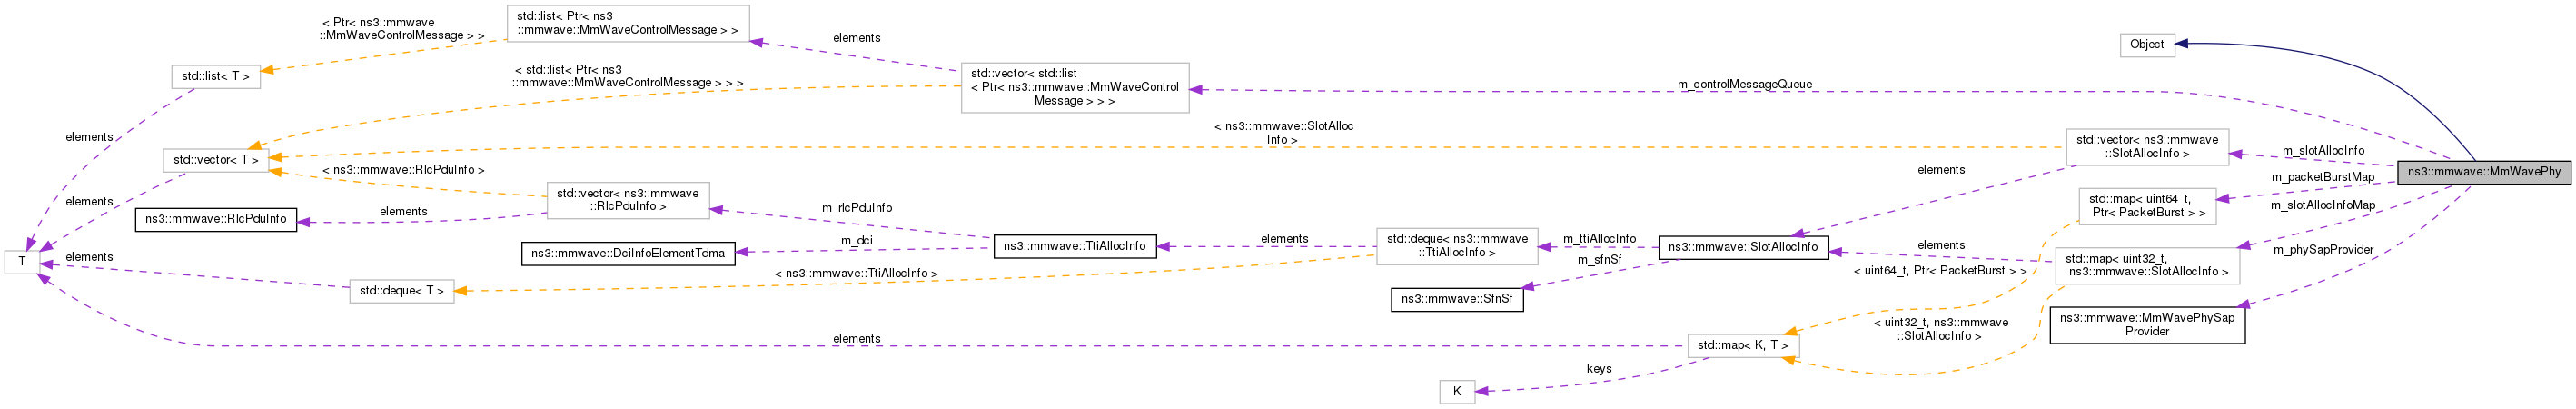 std::list< Ptr< ns3
::mmwave::MmWaveControlMessage > >
< Ptr< ns3::mmwave
::MmWaveControlMessage > >
elements
Object
std::list< T >
< std::list< Ptr< ns3
::mmwave::MmWaveControlMessage > > >
std::vector< std::list
< Ptr< ns3::mmwave::MmWaveControl
Message > > >
m_controlMessageQueue
elements
< ns3::mmwave::SlotAlloc
Info >
std::vector< ns3::mmwave
::SlotAllocInfo >
m_slotAllocInfo
std::vector< T >
< ns3::mmwave::RlcPduInfo >
elements
ns3::mmwave::MmWavePhy
m_packetBurstMap
elements
std::vector< ns3::mmwave
::RlcPduInfo >
std::map< uint64_t,
Ptr< PacketBurst > >
m_slotAllocInfoMap
ns3::mmwave::RlcPduInfo
elements
m_rlcPduInfo
m_dci
ns3::mmwave::DciInfoElementTdma
ns3::mmwave::TtiAllocInfo
elements
std::deque< ns3::mmwave
::TtiAllocInfo >
m_ttiAllocInfo
m_sfnSf
ns3::mmwave::SlotAllocInfo
elements
m_phySapProvider
T
elements
< ns3::mmwave::TtiAllocInfo >
< uint64_t, Ptr< PacketBurst > >
std::map< uint32_t,
ns3::mmwave::SlotAllocInfo >
std::deque< T >
ns3::mmwave::SfnSf
< uint32_t, ns3::mmwave
::SlotAllocInfo >
ns3::mmwave::MmWavePhySap
Provider
elements
std::map< K, T >
keys
K